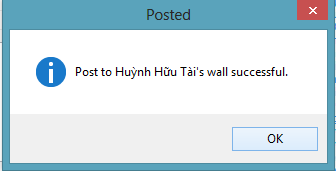 Posted
Post to Huỳnh Hữu Tài's wall successful.
OK